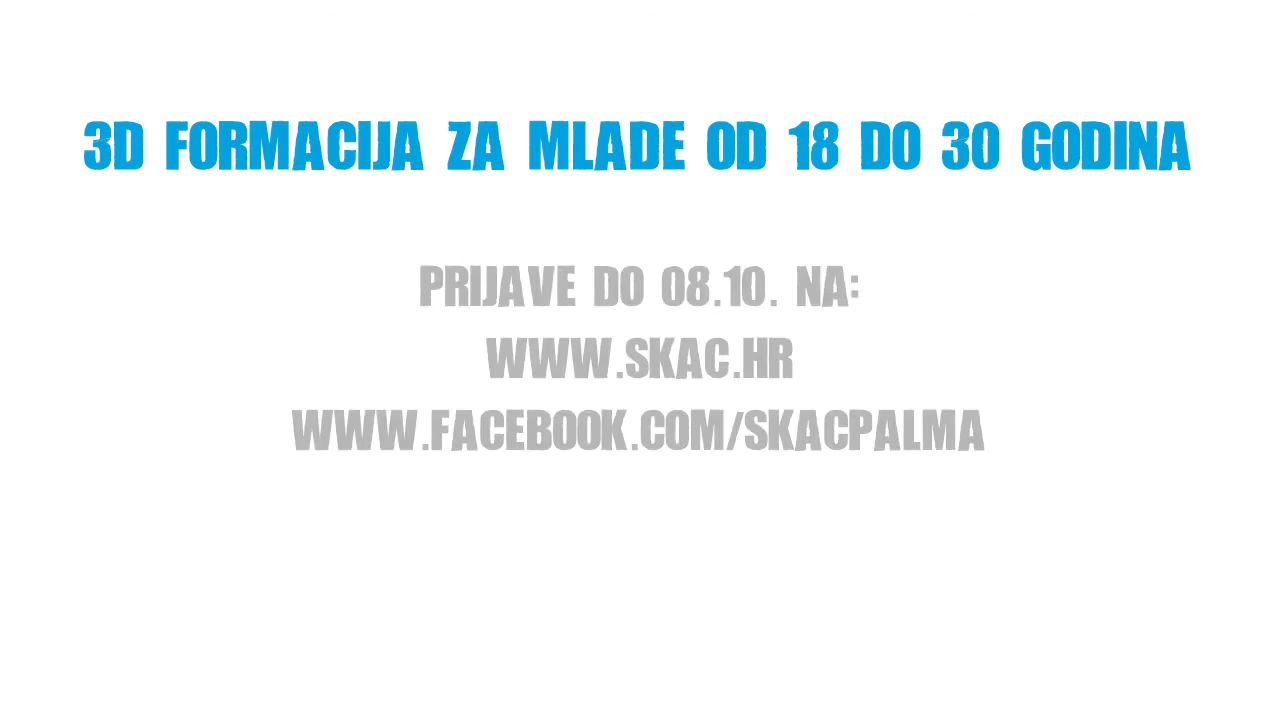 3D FORMACIJA ZA MLADE OD 18 DO 30 GODINA
PRIJAVE DO 08.10. NA:
WWW.SKAC.HR
WWW.FACEBOOK.COM/SKACPALMA